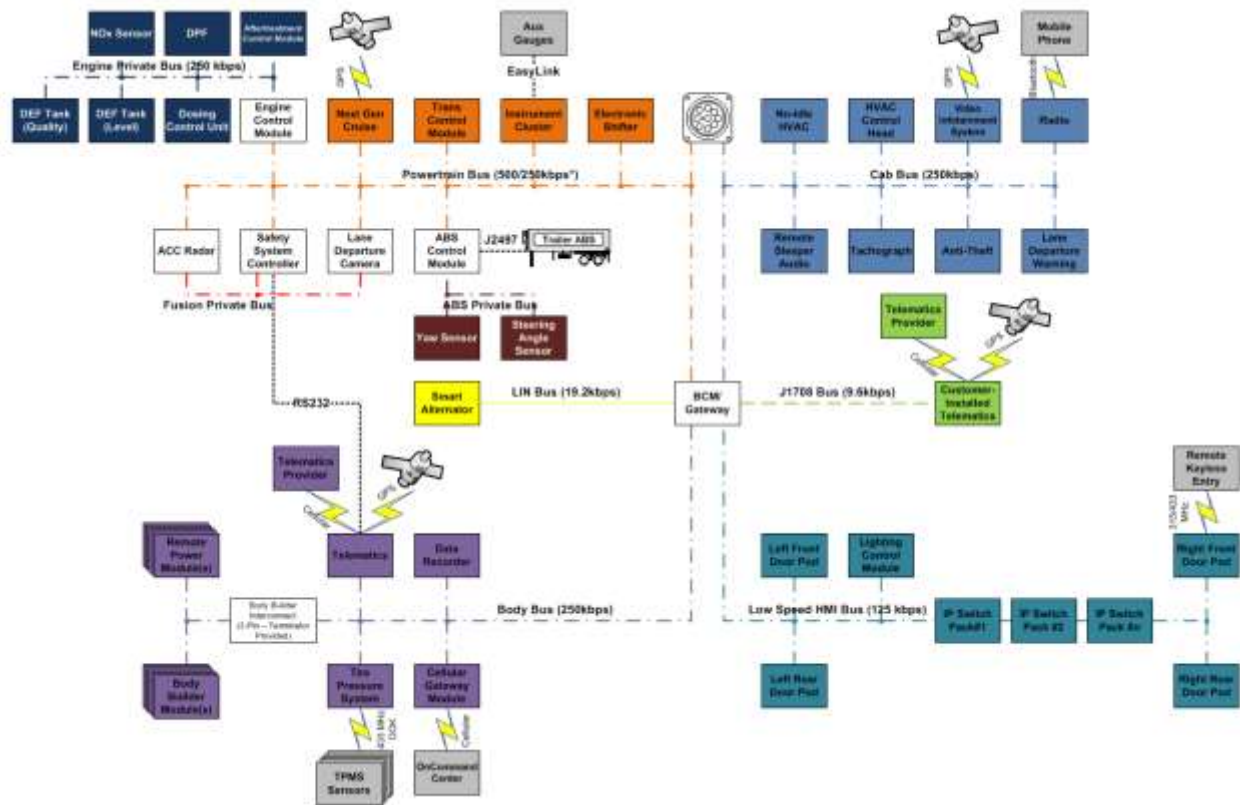 NOx Sensor
DPF
Aftertreatment
Control Module
Engine Private Bus (250 kbps)
DEF Tank
(Quality)
DEF Tank
(Level)
Dosing
Control Unit
Engine
Control
Module
GPS
Next Gen
Cruise
Trans
Control
Module
Aux
Gauges
EasyLink
Instrument
Cluster
Electronic
Shifter
No-Idle
HVAC
HVAC
Control
Head
GPS
Video
Infotainment
System
Mobile
Phone
Bluetooth
Radio
Powertrain Bus (500/250kbps*)
Cab Bus (250kbps)
ACC Radar
Safety
System
Controller
Lane
Departure
Camera
ABS
Control
Module
J2497
Trailer ABS
Remote
Sleeper
Audio
Tachograph
Anti-Theft
Lane
Departure
Warning
Fusion Private Bus
ABS Private Bus
Yaw Sensor
Steering
Angle
Sensor
Telematics
Provider
Cellular
GPS
Smart
Alternator
LIN Bus (19.2kbps)
BCM/
Gateway
J1708 Bus (9.6kbps)
Customer-
Installed
Telematics
RS232
Telematics
Provider
Cellular
GPS
Remote
Keyless
Entry
315/433
MHz
Remote
Power
Module(s)
Telematics
Data
Recorder
Left Front
Door Pod
Lighting
Control
Module
Right Front
Door Pod
Body Builder
Interconnect
(2-Pin – Terminator
Provided)
Body Bus (250kbps)
Low Speed HMI Bus (125 kbps)
IP Switch
Pack#1
IP Switch
Pack #2
IP Switch
Pack #n
Body
Builder
Module(s)
Tire
Pressure
System
Cellular
Gateway
Module
Left Rear
Door Pod
Right Rear
Door Pod
MHz
OOK
Cellular
TPMS
Sensors
OnCommand
Center